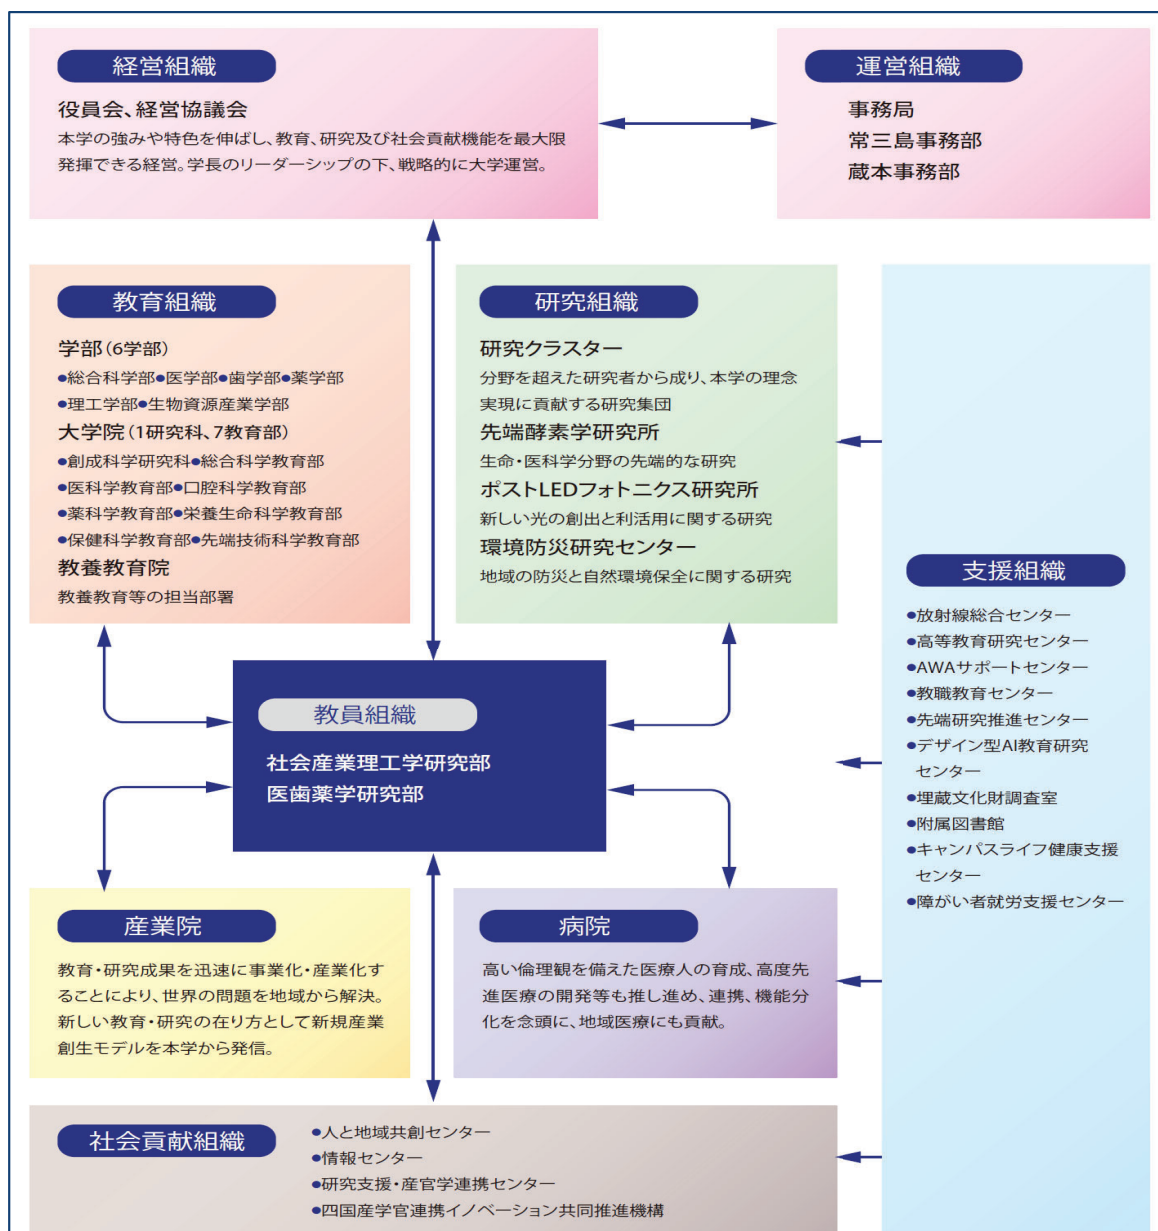 経営組織
役員会、経営協議会
本学の強みや特色を伸ばし、教育、研究及び社会貢献機能を最大限
発揮できる経営。学長のリーダーシップの下、戦略的に大学運営。
運営組織
事務局
常三島事務部
蔵本事務部
教育組織
学部(6学部)
●総合科学部●医学部●歯学部●薬学部
●理工学部●生物資源産業学部
大学院(1研究科、7教育部)
●創成科学研究科●総合科学教育部
●医科学教育部●口腔科学教育部
●薬科学教育部●栄養生命科学教育部
●保健科学教育部●先端技術科学教育部
教養教育院
教養教育等の担当部署
研究組織
研究クラスター
分野を超えた研究者から成り、本学の理念
実現に貢献する研究集団
先端酵素学研究所
生命・医科学分野の先端的な研究
ポストLEDフォトニクス研究所
新しい光の創出と利活用に関する研究
環境防災研究センター
地域の防災と自然環境保全に関する研究
支援組織
●放射線総合センター
●高等教育研究センター
●AWAサポートセンター
●教職教育センター
●先端研究推進センター
●デザイン型AI教育研究
センター
●埋蔵文化財調査室
●附属図書館
●キャンパスライフ健康支援
センター
●障がい者就労支援センター
教員組織
社会産業理工学研究部
医歯薬学研究部
産業院
教育・研究成果を迅速に事業化・産業化す
ることにより、世界の問題を地域から解決。
新しい教育・研究の在り方として新規産業
創生モデルを本学から発信。
病院
高い倫理観を備えた医療人の育成、高度先
進医療の開発等も推し進め、連携、機能分
化を念頭に、地域医療にも貢献。
社会貢献組織
●人と地域共創センター
●情報センター
●研究支援・産官学連携センター
●四国産学官連携イノベーション共同推進機構